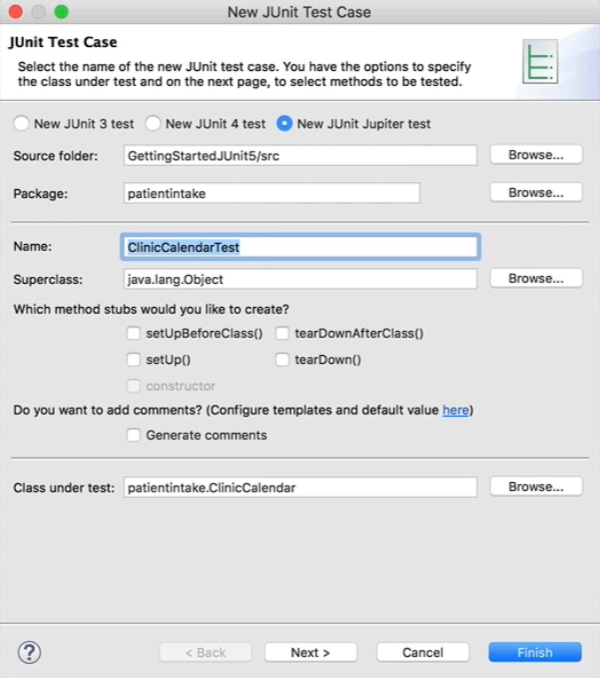 New JUnit Test Case
JUnit Test Case
Select the name of the new JUnit test case. You have the options to specify
the class under test and on the next page, to select methods to be tested.
New JUnit 3 test New JUnit 4 test New JUnit Jupiter test
Source folder: GettingStartedJUnit5/src Browse...
Package: patientintake Browse...
Name: ClinicCalendarTest
Superclass: java.lang.Object Browse...
Which method stubs would you like to create?
setUpBeforeClass() tearDownAfterClass()
setUp() tearDown()
constructor
Do you want to add comments? (Configure templates and default value here)
Generate comments
Class under test: patientintake.ClinicCalendar Browse...
? < Back Next > Cancel Finish